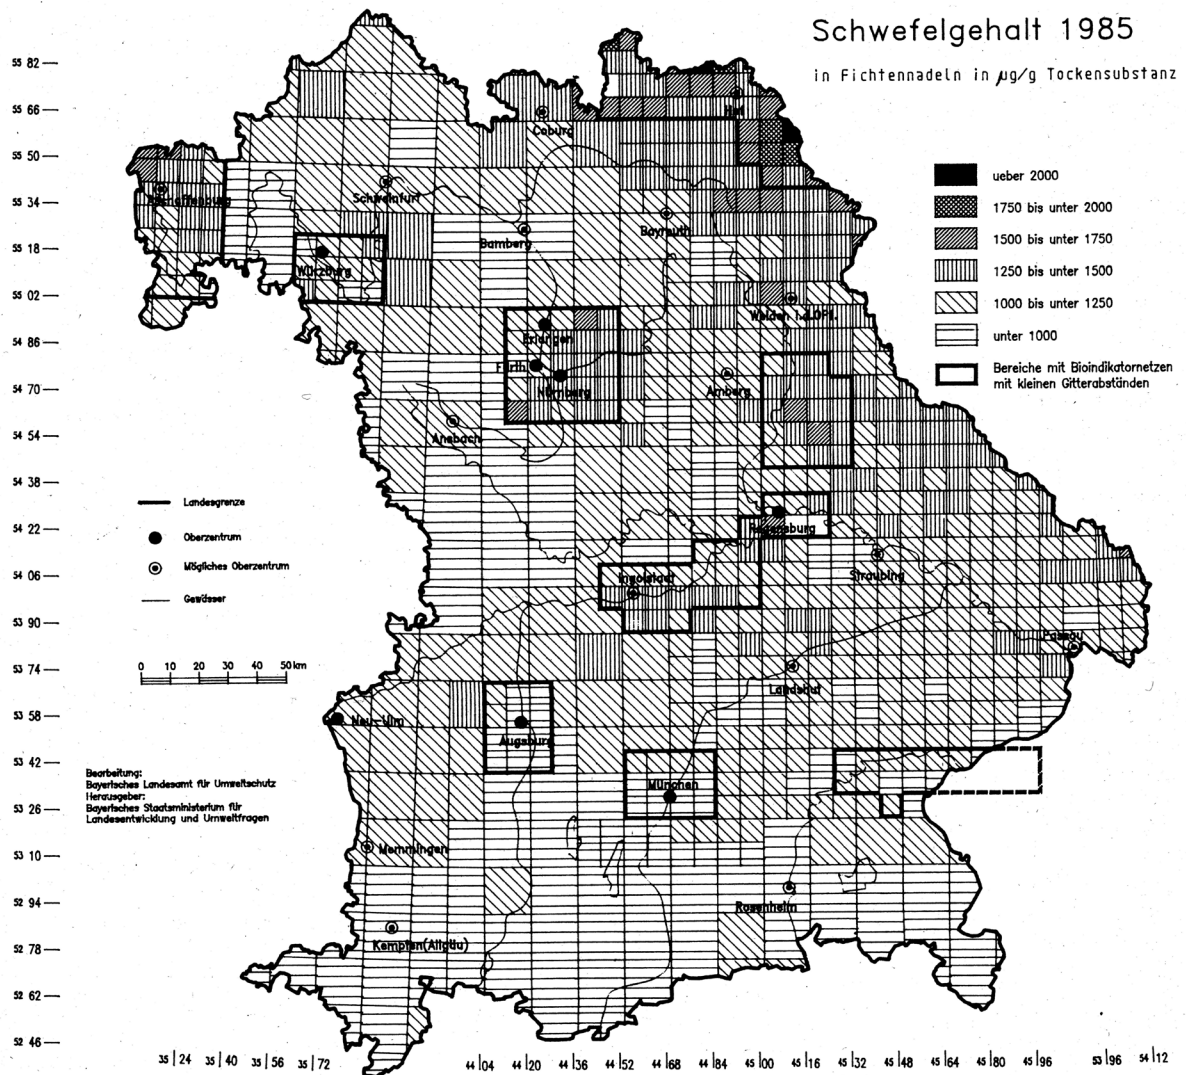 Schwefelgehalt 1985
in Fichtennadeln in µg/g Tockensubstanz
ueber 2000
1750 bis unter 2000
1500 bis unter 1750
1250 bis unter 1500
1000 bis unter 1250
unter 1000
Bereiche mit Bioindikatornetzen
mit kleinen Gitterabständen
55 82
55 66
55 50
55 34
55 18
55 02
54 86
54 70
54 54
54 38
54 22
54 06
53 90
53 74
53 58
53 42
53 26
53 10
52 94
52 78
52 62
52 46
Hof
Coburg
Aschaffenburg
Schweinfurt
Bamberg
Bayreuth
Würzburg
Weiden i.d.OPf.
Erlangen
Fürth
Nürnberg
Amberg
Ansbach
Regensburg
Straubing
Ingolstadt
Passau
Landshut
Neu-Ulm
Augsburg
München
Memmingen
Rosenheim
Kempten(Allgäu)
Landesgrenze
Oberzentrum
Mögliches Oberzentrum
Gewässer
0 10 20 30 40 50km
Bearbeitung:
Bayerisches Landesamt für Umweltschutz
Herausgeber:
Bayerisches Staatsministerium für
Landesentwicklung und Umweltfragen
35|24 35|40 35|56 35|72 44|04 44|20 44|36 44|52 44|68 44|84 45|00 45|16 45|32 45|48 45|64 45|80 45|96 53|96 54|12